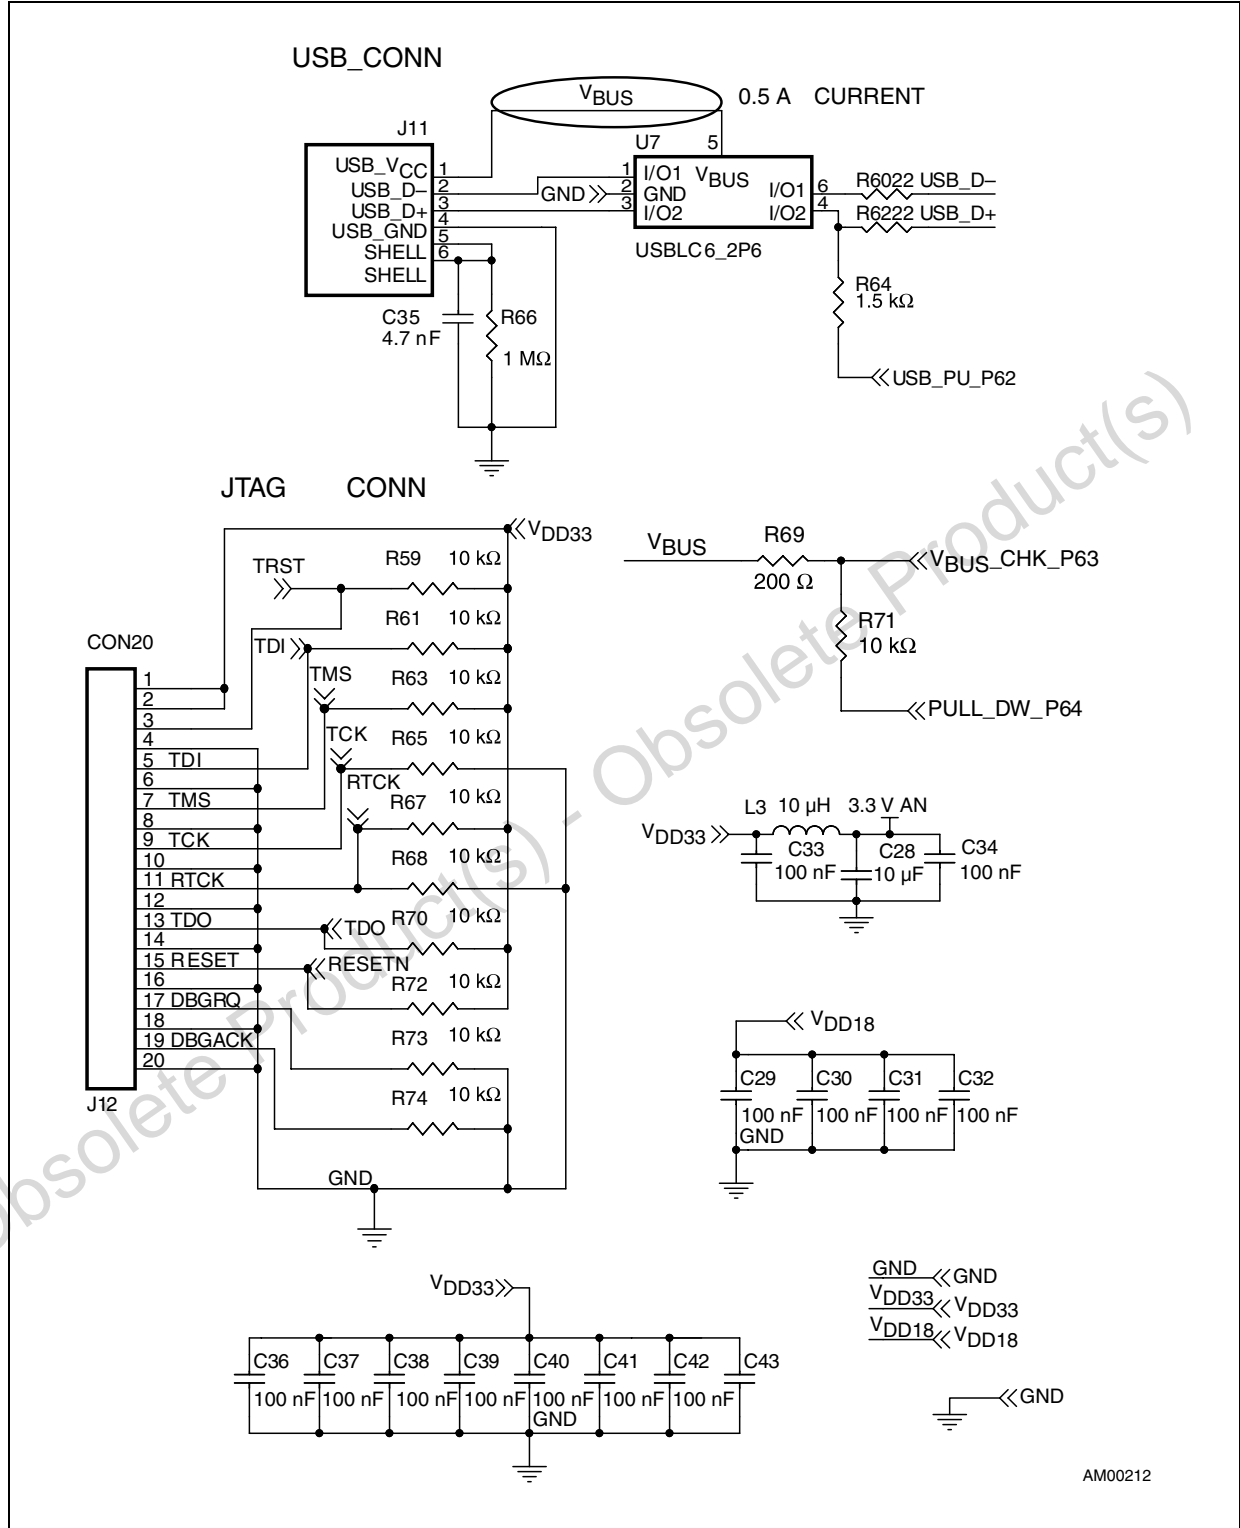 USB_CONN
VBUS
0.5 A CURRENT
J11
U7
5
USB_VCC 1
USB_D– 2
USB_D+ 3
USB_GND 4
5
SHELL 6
SHELL
GND
1 I/O1
2 GND
3 I/O2
VBUS
I/O1 6
I/O2 4
USBLC6_2P6
R6022 USB_D–
R6222 USB_D+
R64
1.5 kΩ
USB_PU_P62
C35
4.7 nF
R66
1 MΩ
JTAG CONN
VDD33
TRST
R59 10 kΩ
R61 10 kΩ
TDI
TMS
R63 10 kΩ
TCK
R65 10 kΩ
RTCK
R67 10 kΩ
R68 10 kΩ
TDO
R70 10 kΩ
RESETN
R72 10 kΩ
R73 10 kΩ
R74 10 kΩ
CON20
1
2
3
4
5 TDI
6
7 TMS
8
9 TCK
10
11 RTCK
12
13 TDO
14
15 RESET
16
17 DBGRQ
18
19 DBGACK
20
J12
GND
VBUS
R69
200 Ω
VBUS_CHK_P63
R71
10 kΩ
PULL_DW_P64
L3 10 µH 3.3 V AN
VDD33
C33
100 nF
C28
10 µF
C34
100 nF
VDD18
C29 C30 C31 C32
100 nF 100 nF 100 nF 100 nF
GND
VDD33
C36 C37 C38 C39 C40 C41 C42 C43
100 nF 100 nF 100 nF 100 nF 100 nF 100 nF 100 nF
GND
GND GND
VDD33 VDD33
VDD18 VDD18
GND
AM00212
Obsolete Product(s) - Obsolete Product(s)